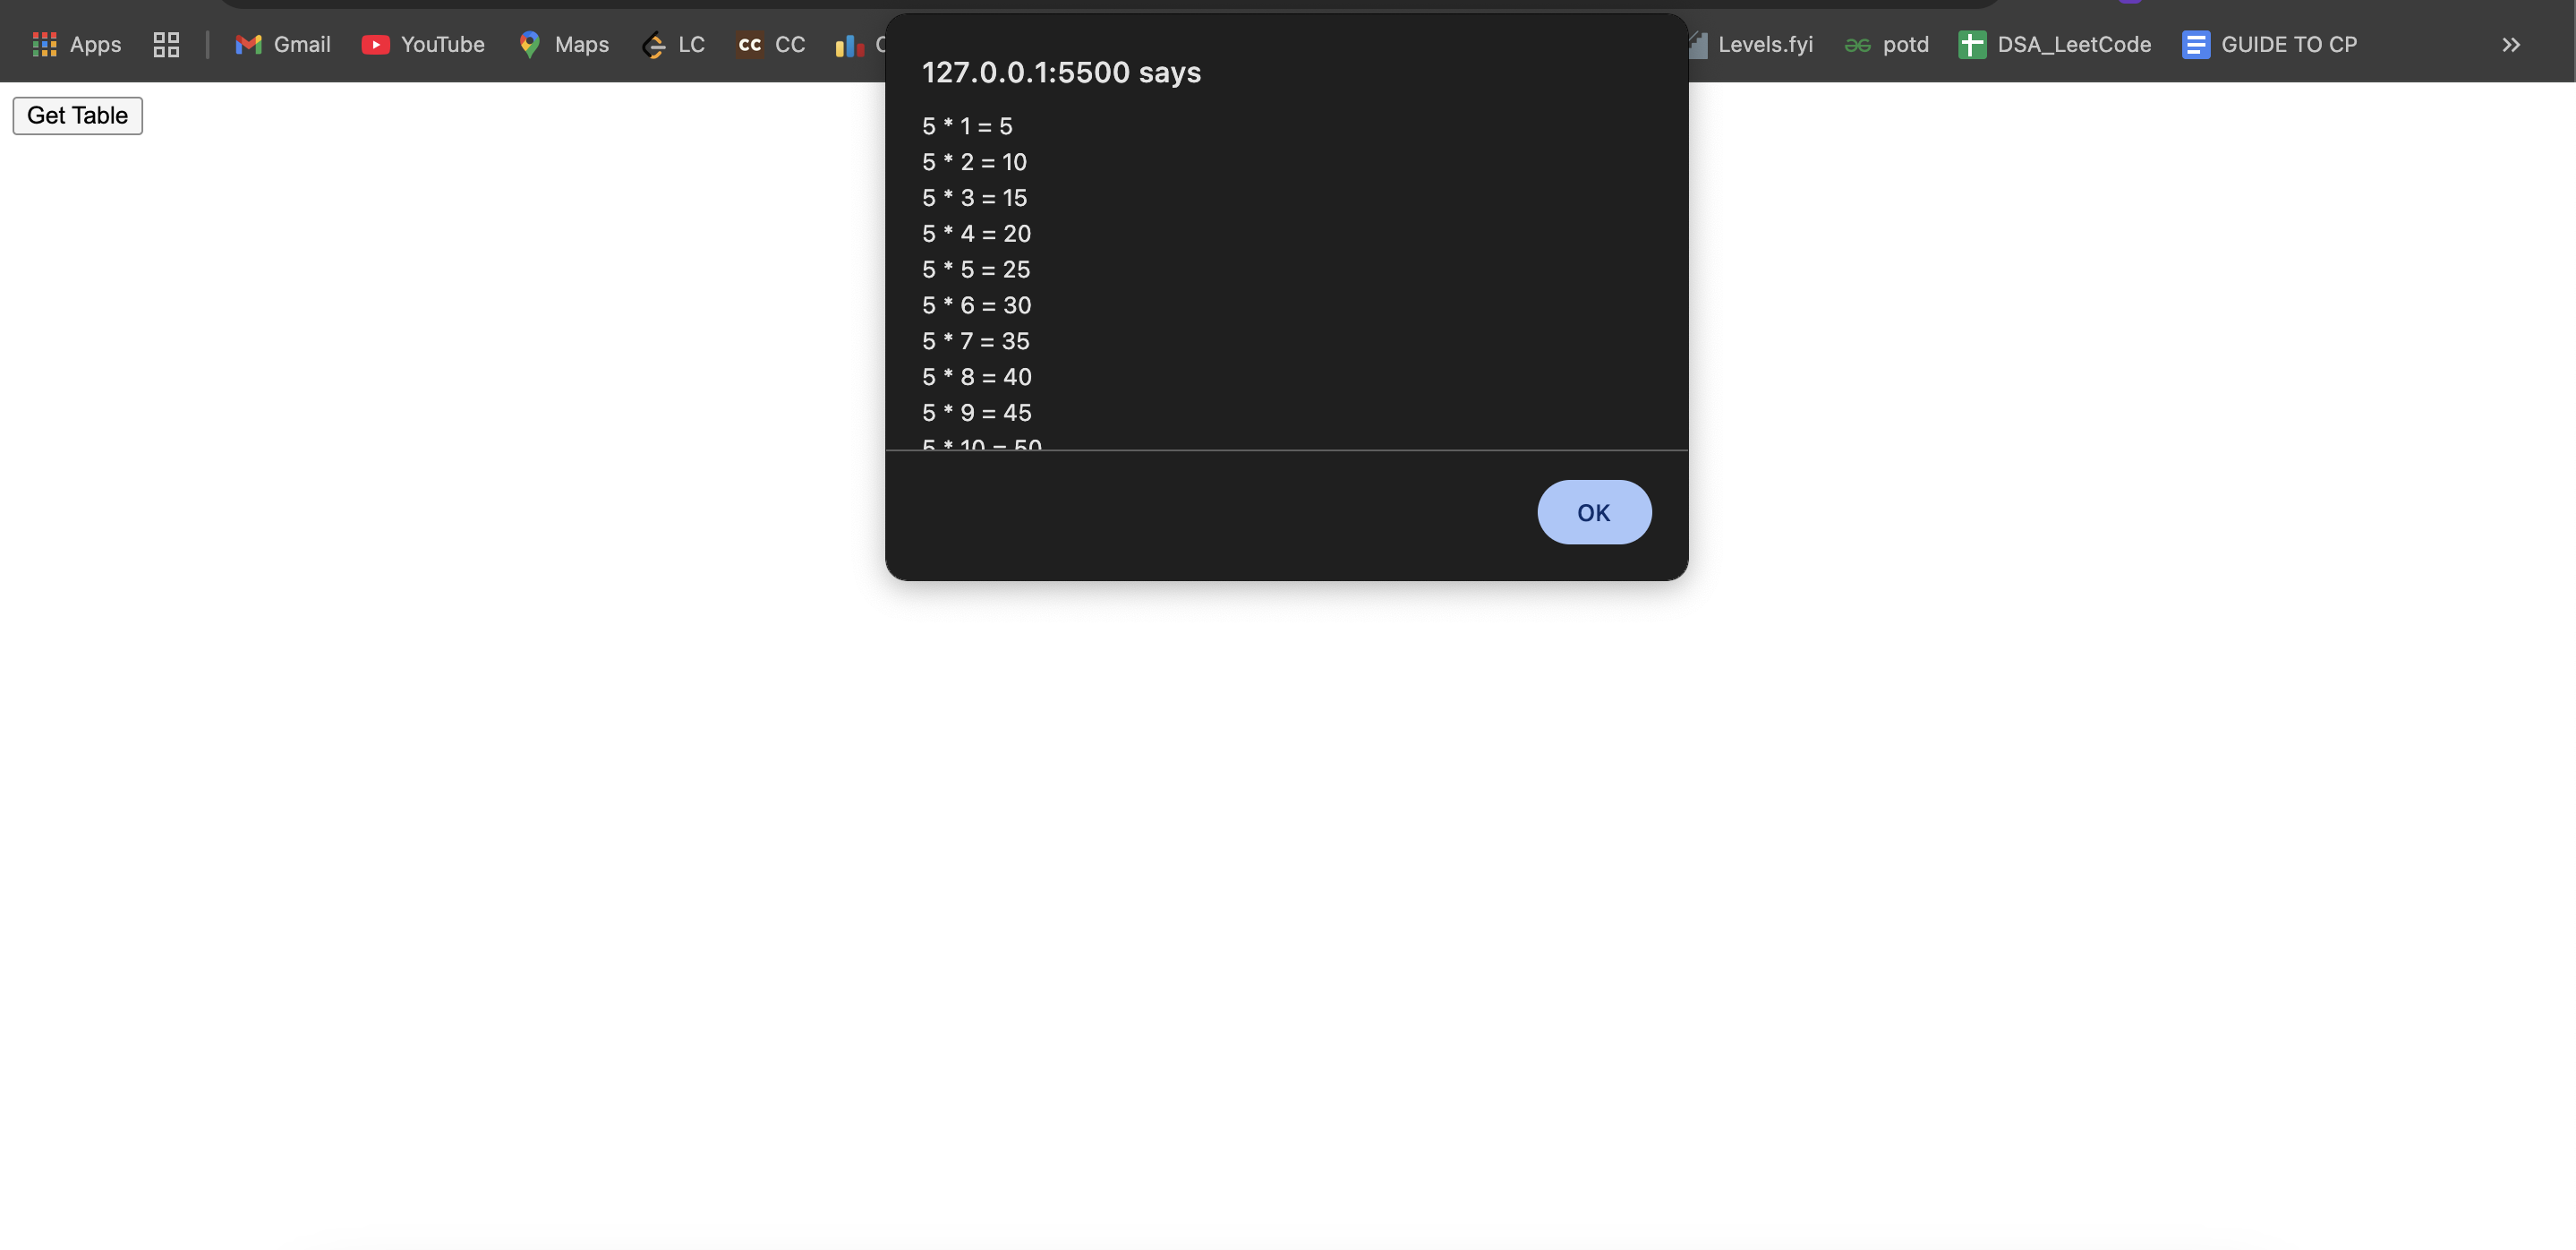 Apps Gmail YouTube Maps LC CC CC Levels.fyi potd DSA_LeetCode GUIDE TO CP
Get Table
127.0.0.1:5500 says
5 * 1 = 5
5 * 2 = 10
5 * 3 = 15
5 * 4 = 20
5 * 5 = 25
5 * 6 = 30
5 * 7 = 35
5 * 8 = 40
5 * 9 = 45
5 * 10 = 50
OK